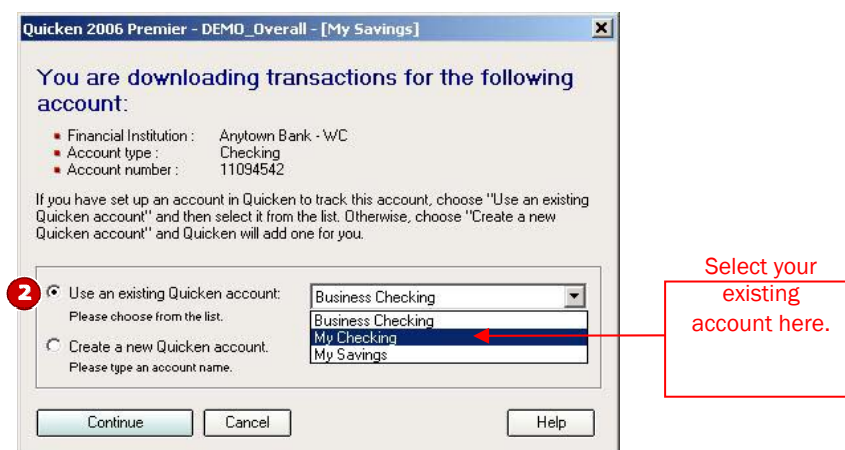 Quicken 2006 Premier - DEMO_Overall - [My Savings]
You are downloading transactions for the following
account:
Financial Institution : Anytown Bank - WC
Account type : Checking
Account number : 11094542
If you have set up an account in Quicken to track this account, choose "Use an existing
Quicken account" and then select it from the list. Otherwise, choose "Create a new
Quicken account" and Quicken will add one for you.
2 Use an existing Quicken account: Business Checking
Please choose from the list.
Business Checking
My Checking
My Savings
Create a new Quicken account.
Please type an account name.
Continue Cancel Help
Select your
existing
account here.